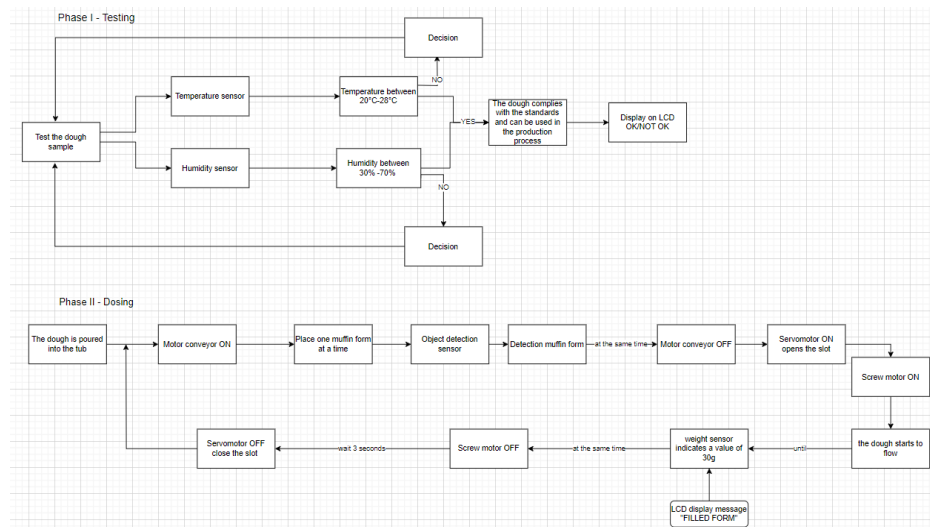 Phase I - Testing
Decision
NO
Temperature sensor
Temperature between
20°C-28°C
The dough complies
with the standards
and can be used in
the production
process
Display on LCD
OK/NOT OK
YES
Test the dough
sample
Humidity sensor
Humidity between
30% -70%
NO
Decision
Phase II - Dosing
The dough is poured
into the tub
Motor conveyor ON
Place one muffin form
at a time
Object detection
sensor
Detection muffin form
at the same time
Motor conveyor OFF
Servomotor ON
opens the slot
Screw motor ON
the dough starts to
flow
until
weight sensor
indicates a value of
30g
at the same time
Screw motor OFF
wait 3 seconds
Servomotor OFF
close the slot
LCD display message
"FILLED FORM"